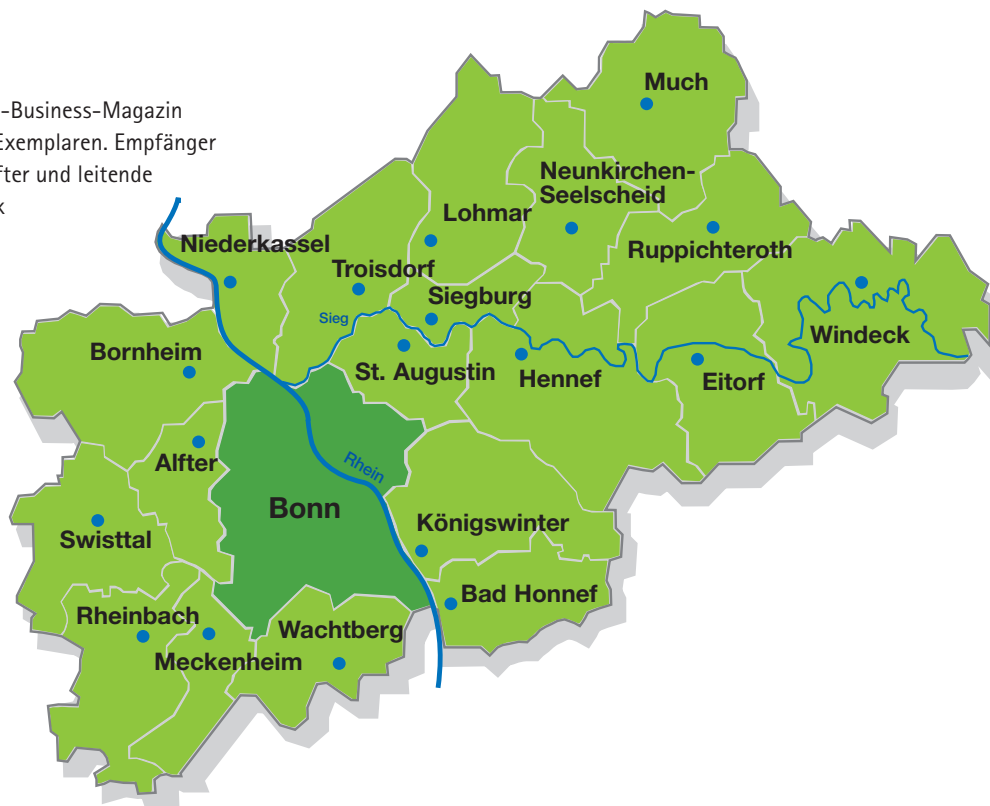 -Business-Magazin
Exemplaren. Empfänger
fter und leitende
k
Much
Neunkirchen-
Seelscheid
Lohmar
Ruppichteroth
Niederkassel
Troisdorf
Siegburg
Sieg
Windeck
Bornheim
St. Augustin
Hennef
Eitorf
Alfter
Rhein
Bonn
Königswinter
Swisttal
Bad Honnef
Rheinbach
Wachtberg
Meckenheim